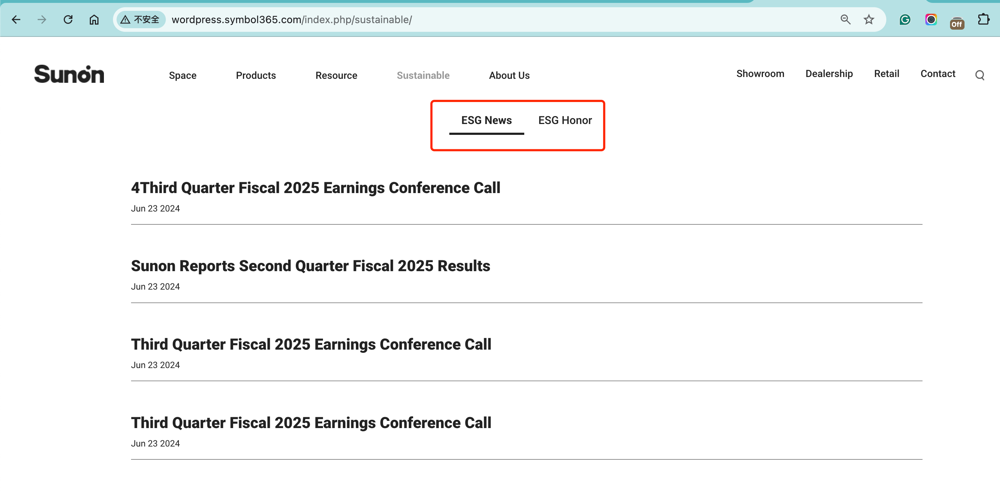 不安全 wordpress.symbol365.com/index.php/sustainable/
Off
Sunon Space Products Resource Sustainable About Us Showroom Dealership Retail Contact
ESG News ESG Honor
4Third Quarter Fiscal 2025 Earnings Conference Call
Jun 23 2024
Sunon Reports Second Quarter Fiscal 2025 Results
Jun 23 2024
Third Quarter Fiscal 2025 Earnings Conference Call
Jun 23 2024
Third Quarter Fiscal 2025 Earnings Conference Call
Jun 23 2024